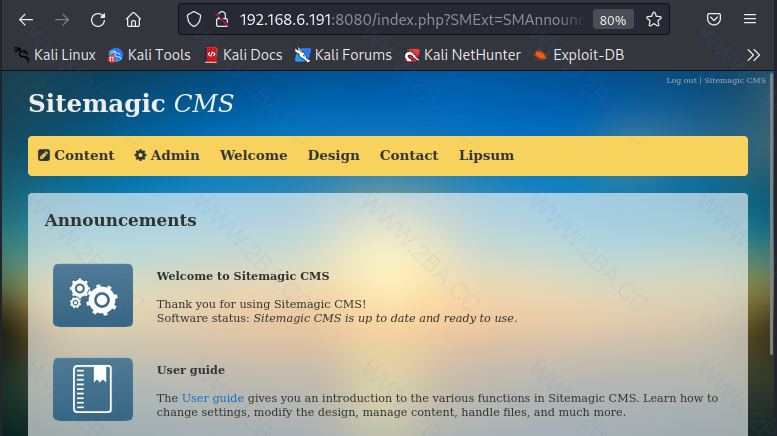 192.168.6.191:8080/index.php?SMExt=SMAnnounc
80%
Kali Linux
Kali Tools
Kali Docs
Kali Forums
Kali NetHunter
Exploit-DB
Log out | Sitemagic CMS
Sitemagic CMS
Content
Admin
Welcome
Design
Contact
Lipsum
Announcements
Welcome to Sitemagic CMS
Thank you for using Sitemagic CMS!
Software status: Sitemagic CMS is up to date and ready to use.
User guide
The User guide gives you an introduction to the various functions in Sitemagic CMS. Learn how to
change settings, modify the design, manage content, handle files, and much more.
WWW.2BA.CC